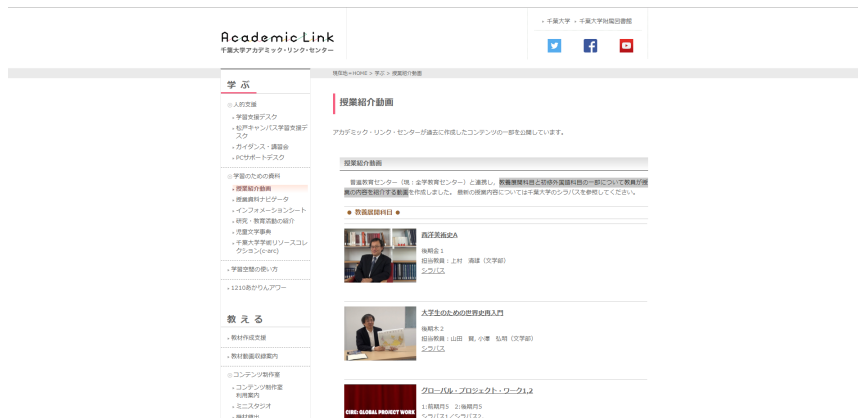 ・千葉大学 ・千葉大学附属図書館
Academic Link
千葉大学アカデミック・リンク・センター
現在地＝HOME > 学ぶ > 授業紹介動画
学ぶ
人的支援
・学習支援デスク
・松戸キャンパス学習支援デスク
・ガイダンス・講習会
・PCサポートデスク
学習のための資料
・授業紹介動画
・授業資料ナビゲータ
・インフォメーションシート
・研究・教育活動の紹介
・児童文学事典
・千葉大学学術リソースコレ
クション(c-arc)
・学習空間の使い方
・1210あかりんアワー
教える
・教材作成支援
・教材動画収録案内
コンテンツ制作室
・コンテンツ制作室
利用案内
・ミニスタジオ
・機材貸出
授業紹介動画
アカデミック・リンク・センターが過去に作成したコンテンツの一部を公開しています。
授業紹介動画
普遍教育センター（現：全学教育センター）と連携し、教養展開科目と初修外国語科目の一部について教員が授
業の内容を紹介する動画を作成しました。最新の授業内容については千葉大学のシラバスを参照してください。
● 教養展開科目 ●
西洋美術史A
後期金1
担当教員：上村 清雄（文学部）
シラバス
大学生のための世界史再入門
後期木2
担当教員：山田 賢, 小澤 弘明（文学部）
シラバス
CIRE: GLOBAL PROJECT WORK
グローバル・プロジェクト・ワーク1,2
1:前期月5 2:後期月5
シラバス1／シラバス2